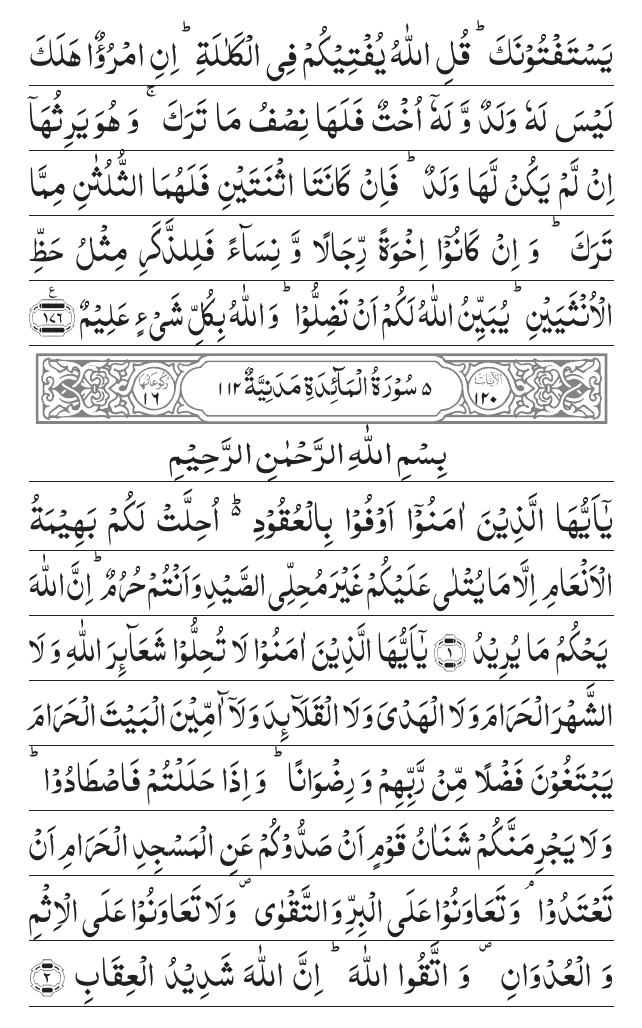 يَسْتَفْتُوْنَكَ ؕ قُلِ اللّٰهُ يُفْتِيْكُمْ فِى الْكَلٰلَةِ ؕ اِنِ امْرُؤٌا هَلَكَ
لَيْسَ لَهٗ وَلَدٌ وَّ لَهٗۤ اُخْتٌ فَلَهَا نِصْفُ مَا تَرَكَ ۚ وَ هُوَ يَرِثُهَاۤ
اِنْ لَّمْ يَكُنْ لَّهَا وَلَدٌ ؕ فَاِنْ كَانَتَا اثْنَتَيْنِ فَلَهُمَا الثُّلُثٰنِ مِمَّا
تَرَكَ ؕ وَ اِنْ كَانُوْۤا اِخْوَةً رِّجَالًا وَّ نِسَآءً فَلِلذَّكَرِ مِثْلُ حَظِّ
الْاُنْثَيَيْنِ ؕ يُبَيِّنُ اللّٰهُ لَكُمْ اَنْ تَضِلُّوْا ؕ وَ اللّٰهُ بِكُلِّ شَىْءٍ عَلِيْمٌ ع ۱۷۶
الآيات ۱۲۰ ۵ سُوْرَةُ الْمَآئِدَةِ مَدَنِيَّةٌ ۱۱۲ ركوعاتها ۱۶
بِسْمِ اللّٰهِ الرَّحْمٰنِ الرَّحِيْمِ
يٰۤاَيُّهَا الَّذِيْنَ اٰمَنُوْۤا اَوْفُوْا بِالْعُقُوْدِ ۬ؕ اُحِلَّتْ لَكُمْ بَهِيْمَةُ
الْاَنْعَامِ اِلَّا مَا يُتْلٰى عَلَيْكُمْ غَيْرَ مُحِلِّى الصَّيْدِ وَ اَنْتُمْ حُرُمٌ ؕ اِنَّ اللّٰهَ
يَحْكُمُ مَا يُرِيْدُ ۱ يٰۤاَيُّهَا الَّذِيْنَ اٰمَنُوْا لَا تُحِلُّوْا شَعَآئِرَ اللّٰهِ وَ لَا
الشَّهْرَ الْحَرَامَ وَ لَا الْهَدْىَ وَ لَا الْقَلَآئِدَ وَ لَاۤ آٰمِّيْنَ الْبَيْتَ الْحَرَامَ
يَبْتَغُوْنَ فَضْلًا مِّنْ رَّبِّهِمْ وَ رِضْوَانًا ؕ وَ اِذَا حَلَلْتُمْ فَاصْطَادُوْا ؕ
وَ لَا يَجْرِمَنَّكُمْ شَنَاٰنُ قَوْمٍ اَنْ صَدُّوْكُمْ عَنِ الْمَسْجِدِ الْحَرَامِ اَنْ
تَعْتَدُوْا ۘ وَ تَعَاوَنُوْا عَلَى الْبِرِّ وَ التَّقْوٰى ۪ وَ لَا تَعَاوَنُوْا عَلَى الْاِثْمِ
وَ الْعُدْوَانِ ۪ وَ اتَّقُوا اللّٰهَ ؕ اِنَّ اللّٰهَ شَدِيْدُ الْعِقَابِ ۲